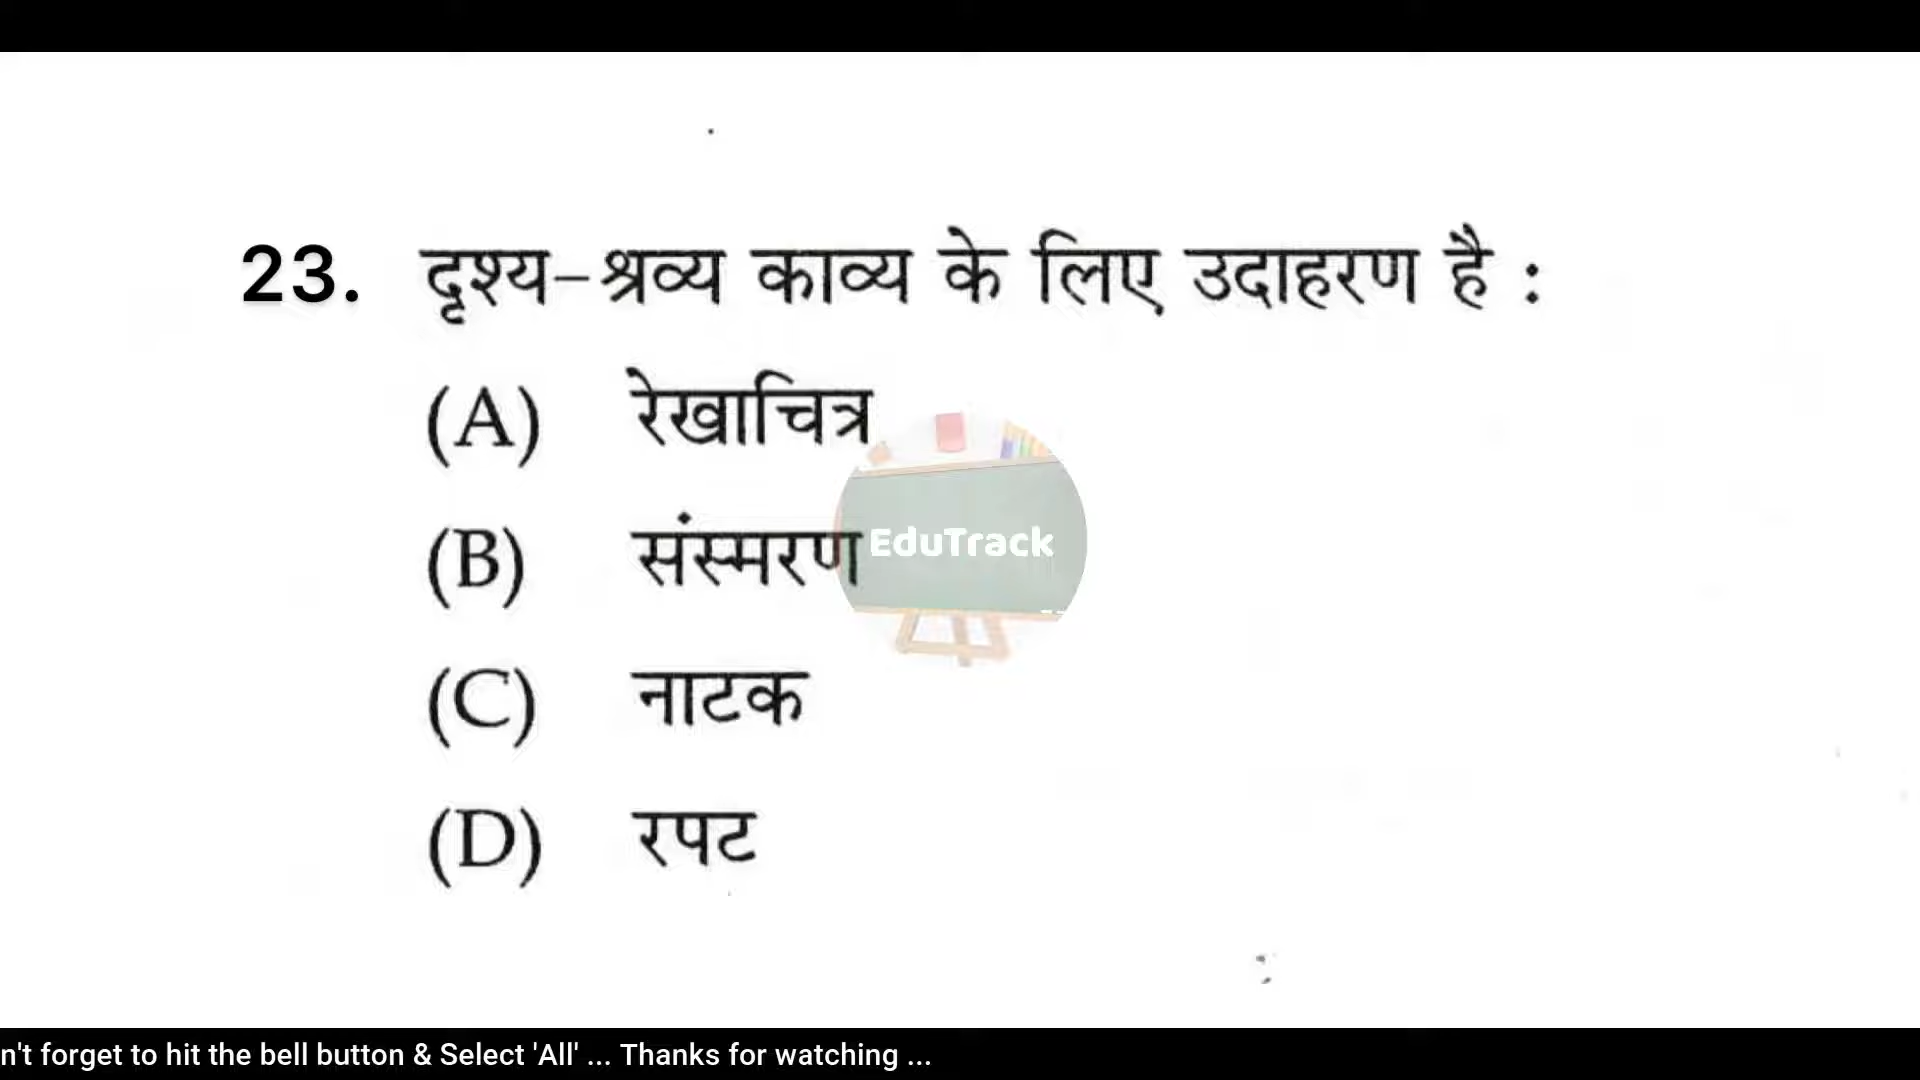 23. दृश्य-श्रव्य काव्य के लिए उदाहरण है :
(A) रेखाचित्र
(B) संस्मरण
EduTrack
(C) नाटक
(D) रपट
n't forget to hit the bell button & Select 'All' ... Thanks for watching ...